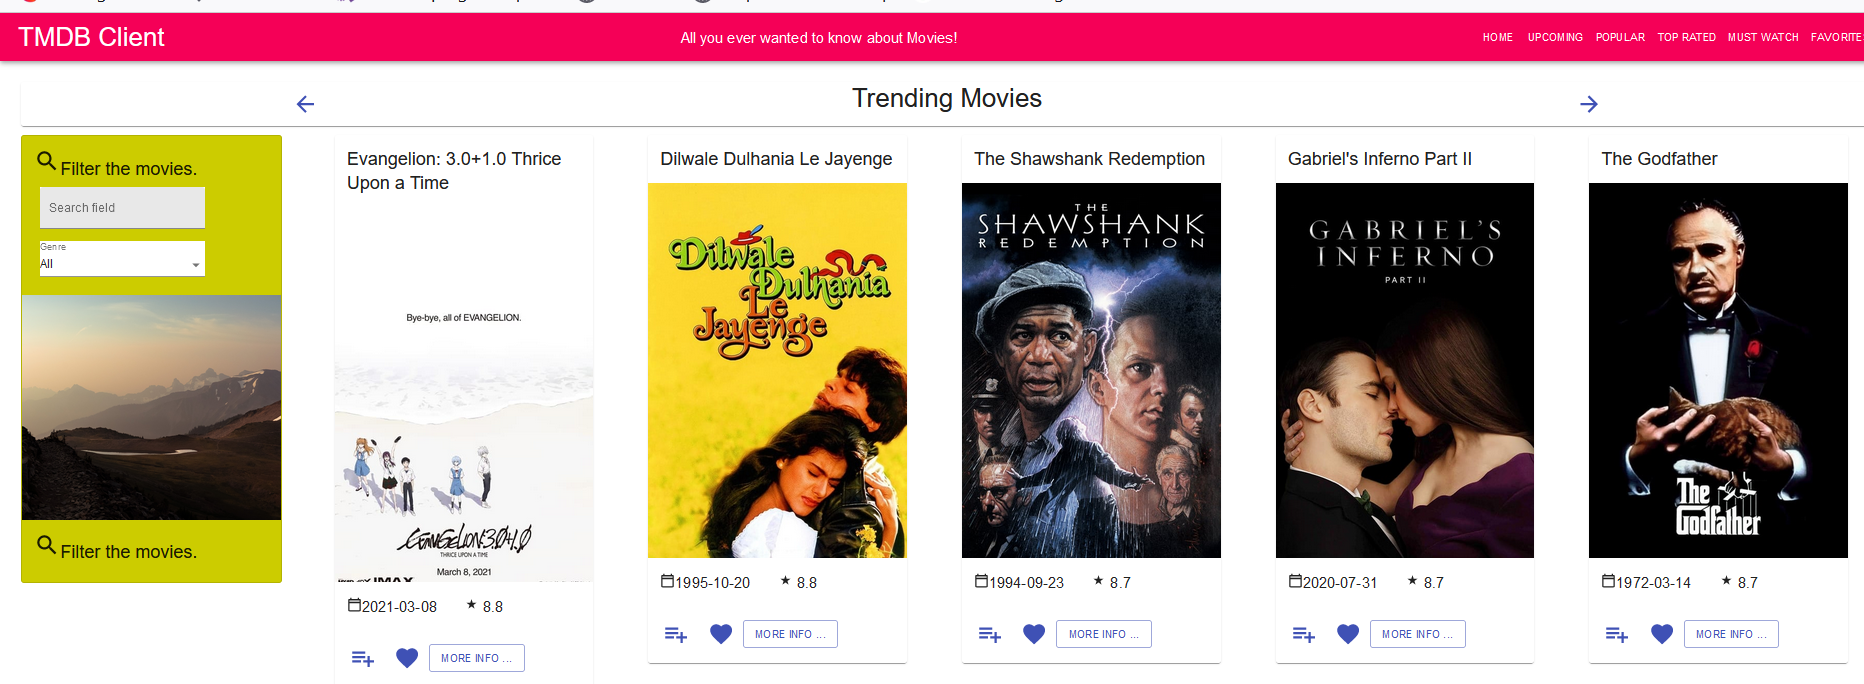 TMDB Client
All you ever wanted to know about Movies!
HOME UPCOMING POPULAR TOP RATED MUST WATCH FAVORITE
Trending Movies
Filter the movies.
Search field
Genre
All
Filter the movies.
Evangelion: 3.0+1.0 Thrice
Upon a Time
Bye-bye, all of EVANGELION.
EVANGELION:3.0+1.0
THRICE UPON A TIME
March 8, 2021
IMAX
2021-03-08 8.8
MORE INFO ...
Dilwale Dulhania Le Jayenge
Dilwale
Dulhania
Le
Jayenge
1995-10-20 8.8
MORE INFO ...
The Shawshank Redemption
THE
SHAWSHANK
REDEMPTION
1994-09-23 8.7
MORE INFO ...
Gabriel's Inferno Part II
GABRIEL'S
INFERNO
PART II
2020-07-31 8.7
MORE INFO ...
The Godfather
The
Godfather
1972-03-14 8.7
MORE INFO ...